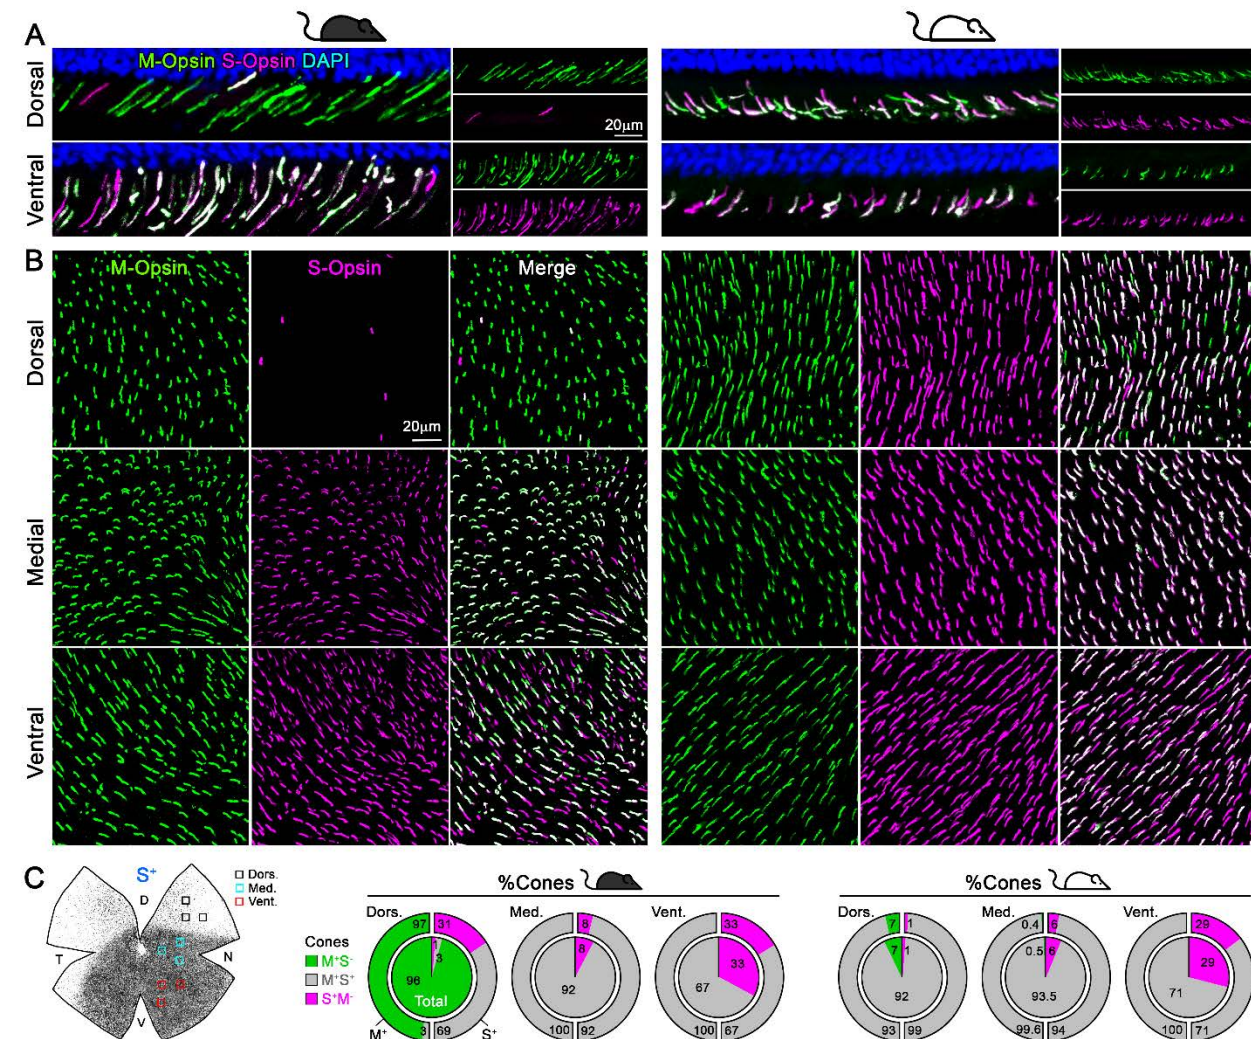 A
M-Opsin S-Opsin DAPI
Dorsal
20µm
Ventral
B
M-Opsin
S-Opsin
Merge
Dorsal
20µm
Medial
Ventral
C
S⁺
D
T
N
V
Dors.
Med.
Vent.
%Cones
Cones
M⁺S⁻
M⁺S⁺
S⁺M⁻
Dors.
97
31
1
3
96
Total
3
69
M⁺
S⁺
Med.
8
8
92
100
92
Vent.
33
33
67
100
67
%Cones
Dors.
7
1
7
1
92
93
99
Med.
0.4
6
0.5
6
93.5
99.6
94
Vent.
29
29
71
100
71